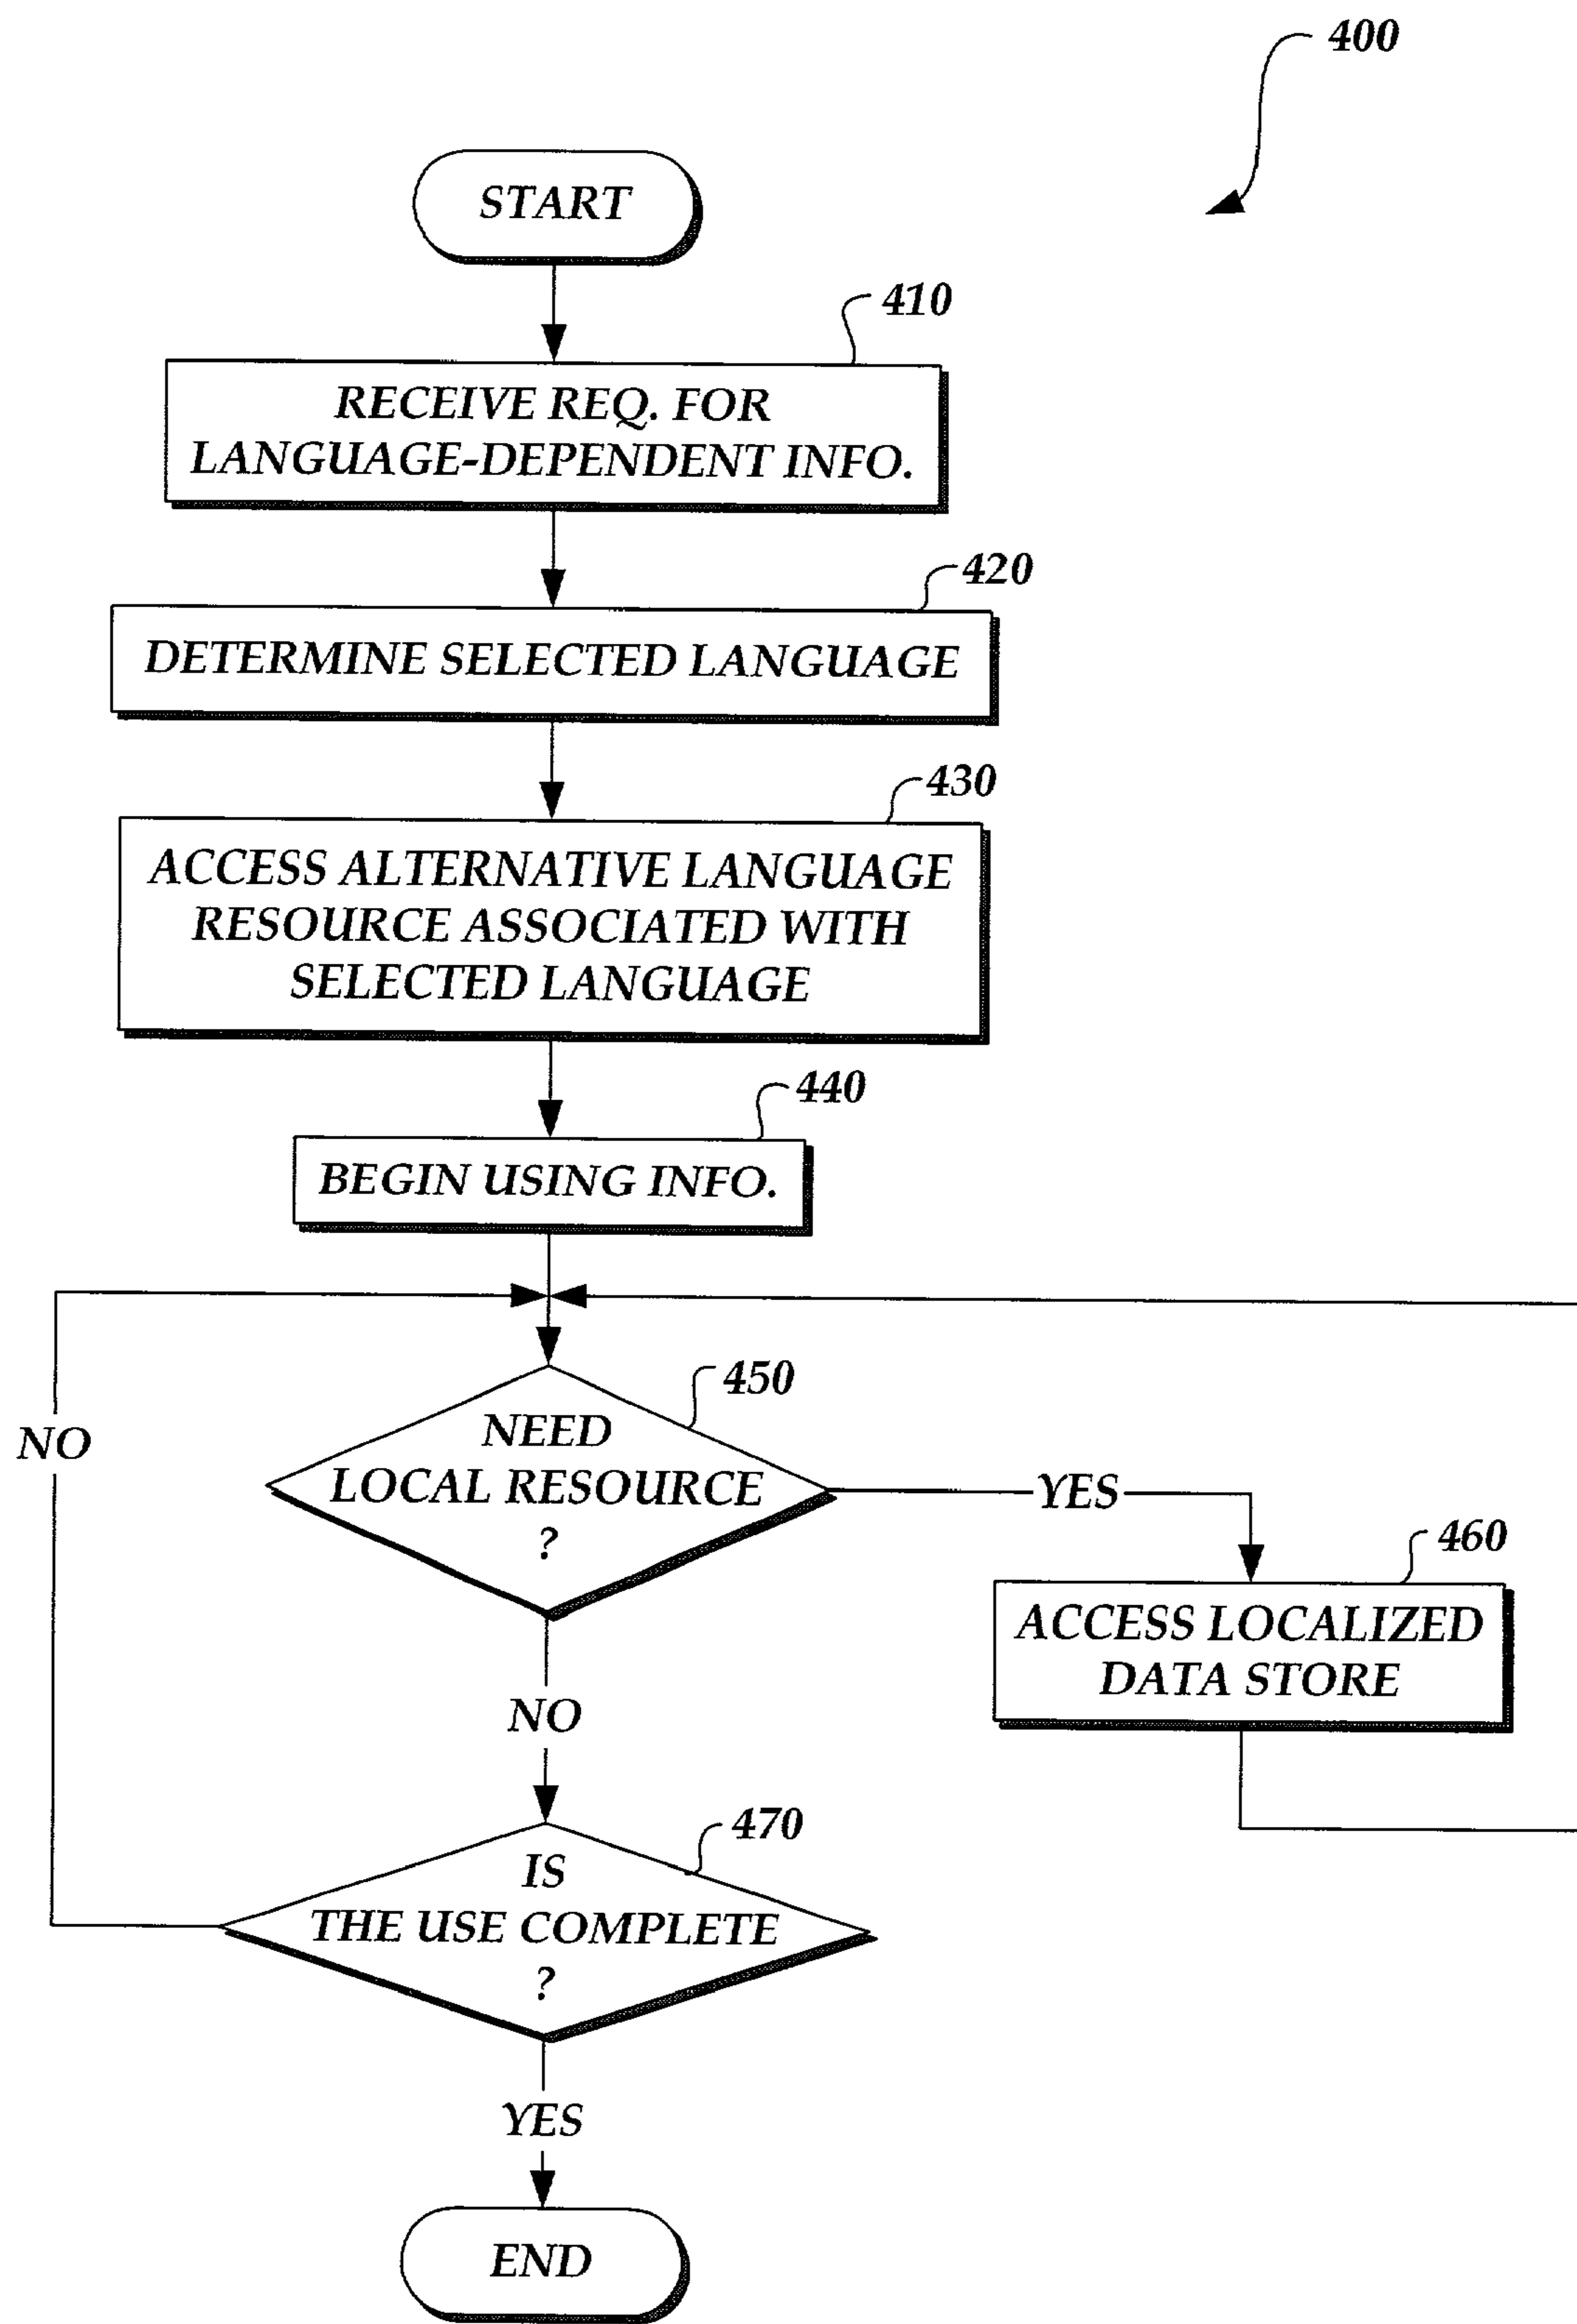 400
START
410
RECEIVE REQ. FOR
LANGUAGE-DEPENDENT INFO.
420
DETERMINE SELECTED LANGUAGE
430
ACCESS ALTERNATIVE LANGUAGE
RESOURCE ASSOCIATED WITH
SELECTED LANGUAGE
440
BEGIN USING INFO.
450
NEED
LOCAL RESOURCE
?
NO
YES
460
ACCESS LOCALIZED
DATA STORE
NO
470
IS
THE USE COMPLETE
?
YES
END